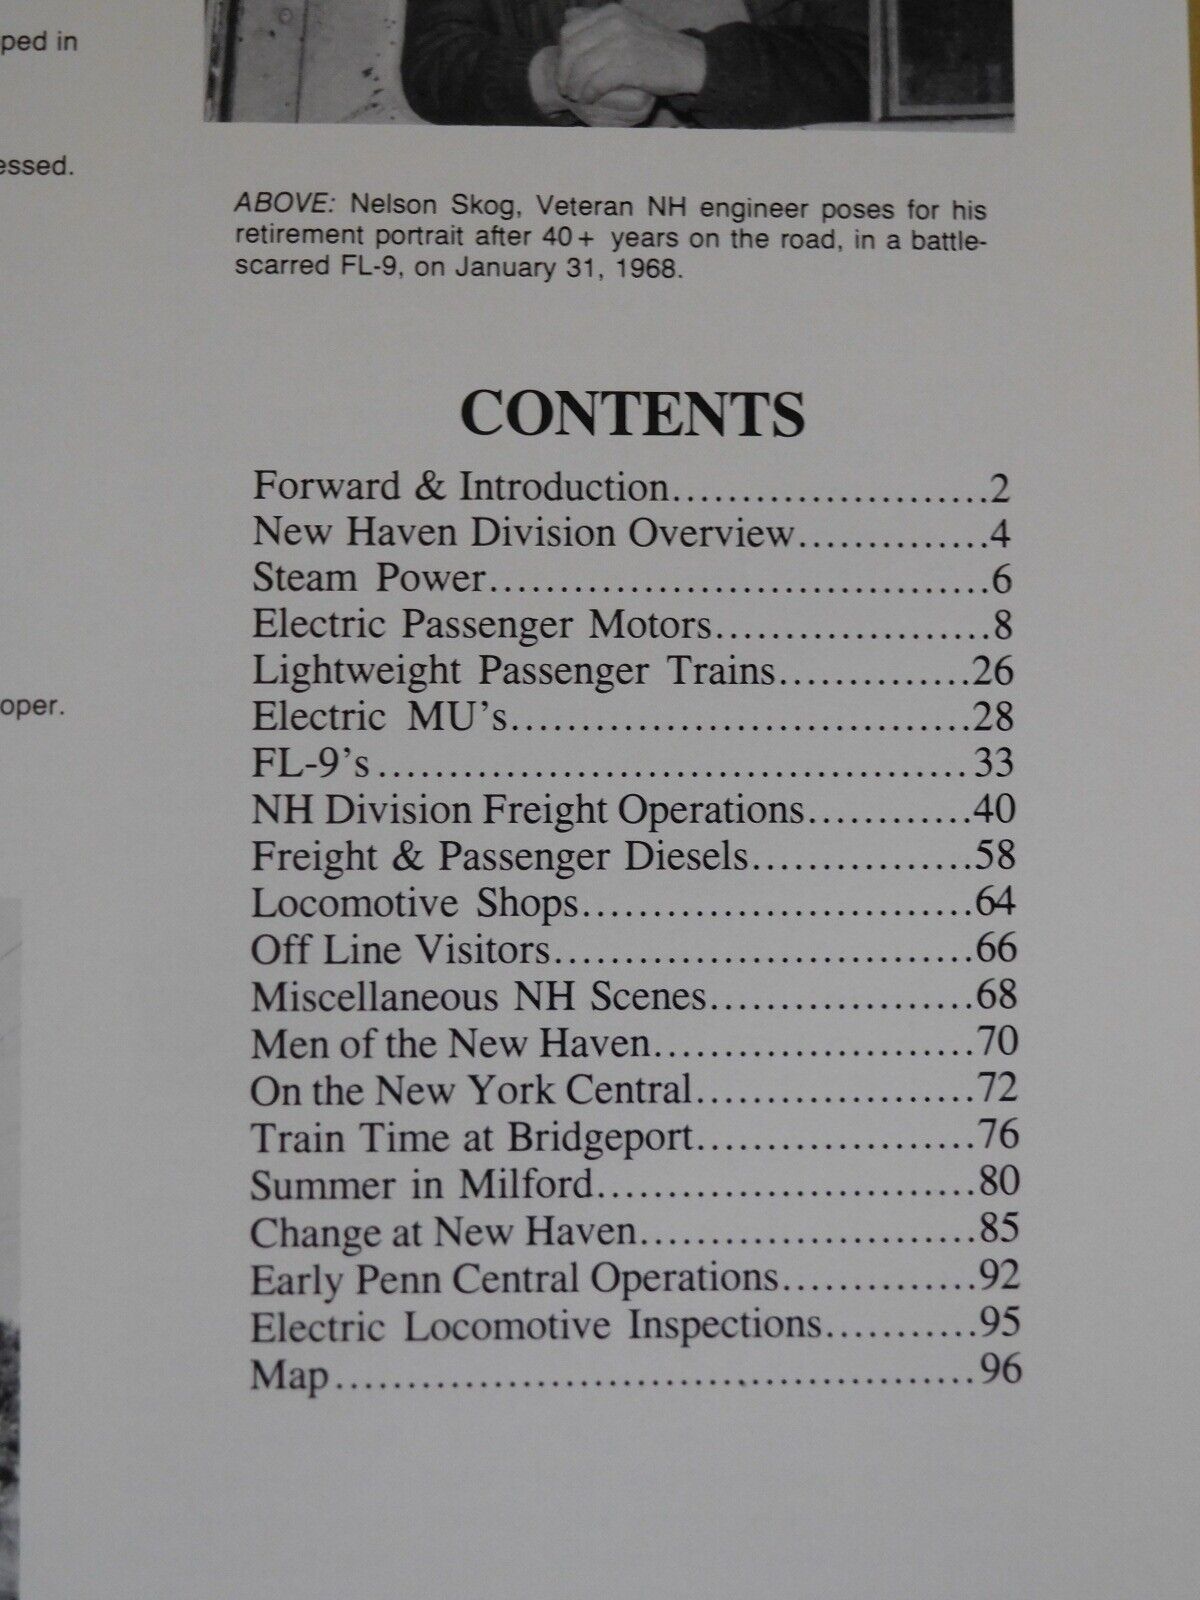 ped in
essed.
ABOVE: Nelson Skog, Veteran NH engineer poses for his
retirement portrait after 40+ years on the road, in a battle-
scarred FL-9, on January 31, 1968.
CONTENTS
Forward & Introduction.......................2
New Haven Division Overview..............4
Steam Power....................................6
Electric Passenger Motors....................8
oper.
Lightweight Passenger Trains..............26
Electric MU's.................................28
FL-9's..........................................33
NH Division Freight Operations............40
Freight & Passenger Diesels................58
Locomotive Shops............................64
Off Line Visitors..............................66
Miscellaneous NH Scenes...................68
Men of the New Haven.......................70
On the New York Central....................72
Train Time at Bridgeport....................76
Summer in Milford...........................80
Change at New Haven........................85
Early Penn Central Operations..............92
Electric Locomotive Inspections...........95
Map..............................................96